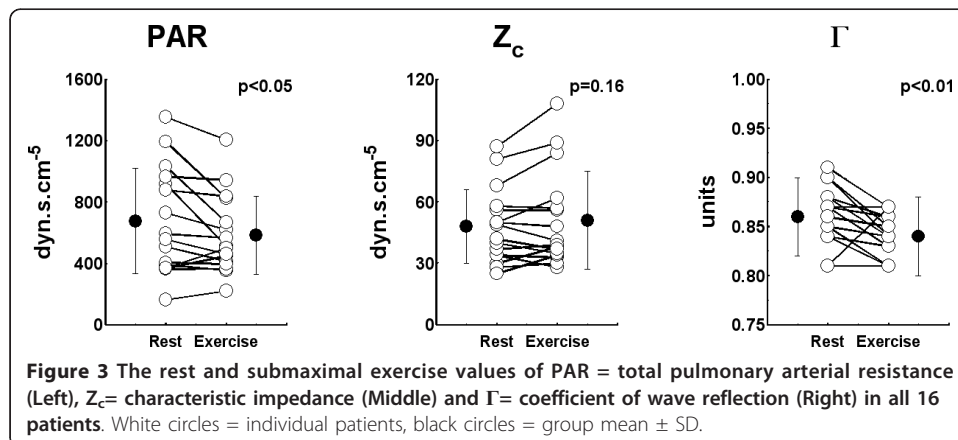 PAR
Z_c
Γ
1600
1200
800
400
0
dyn.s.cm⁻⁵
p<0.05
Rest Exercise
120
90
60
30
0
dyn.s.cm⁻⁵
p=0.16
Rest Exercise
1.00
0.95
0.90
0.85
0.80
0.75
units
p<0.01
Rest Exercise
Figure 3 The rest and submaximal exercise values of PAR = total pulmonary arterial resistance
(Left), Z_c= characteristic impedance (Middle) and Γ= coefficient of wave reflection (Right) in all 16
patients. White circles = individual patients, black circles = group mean ± SD.